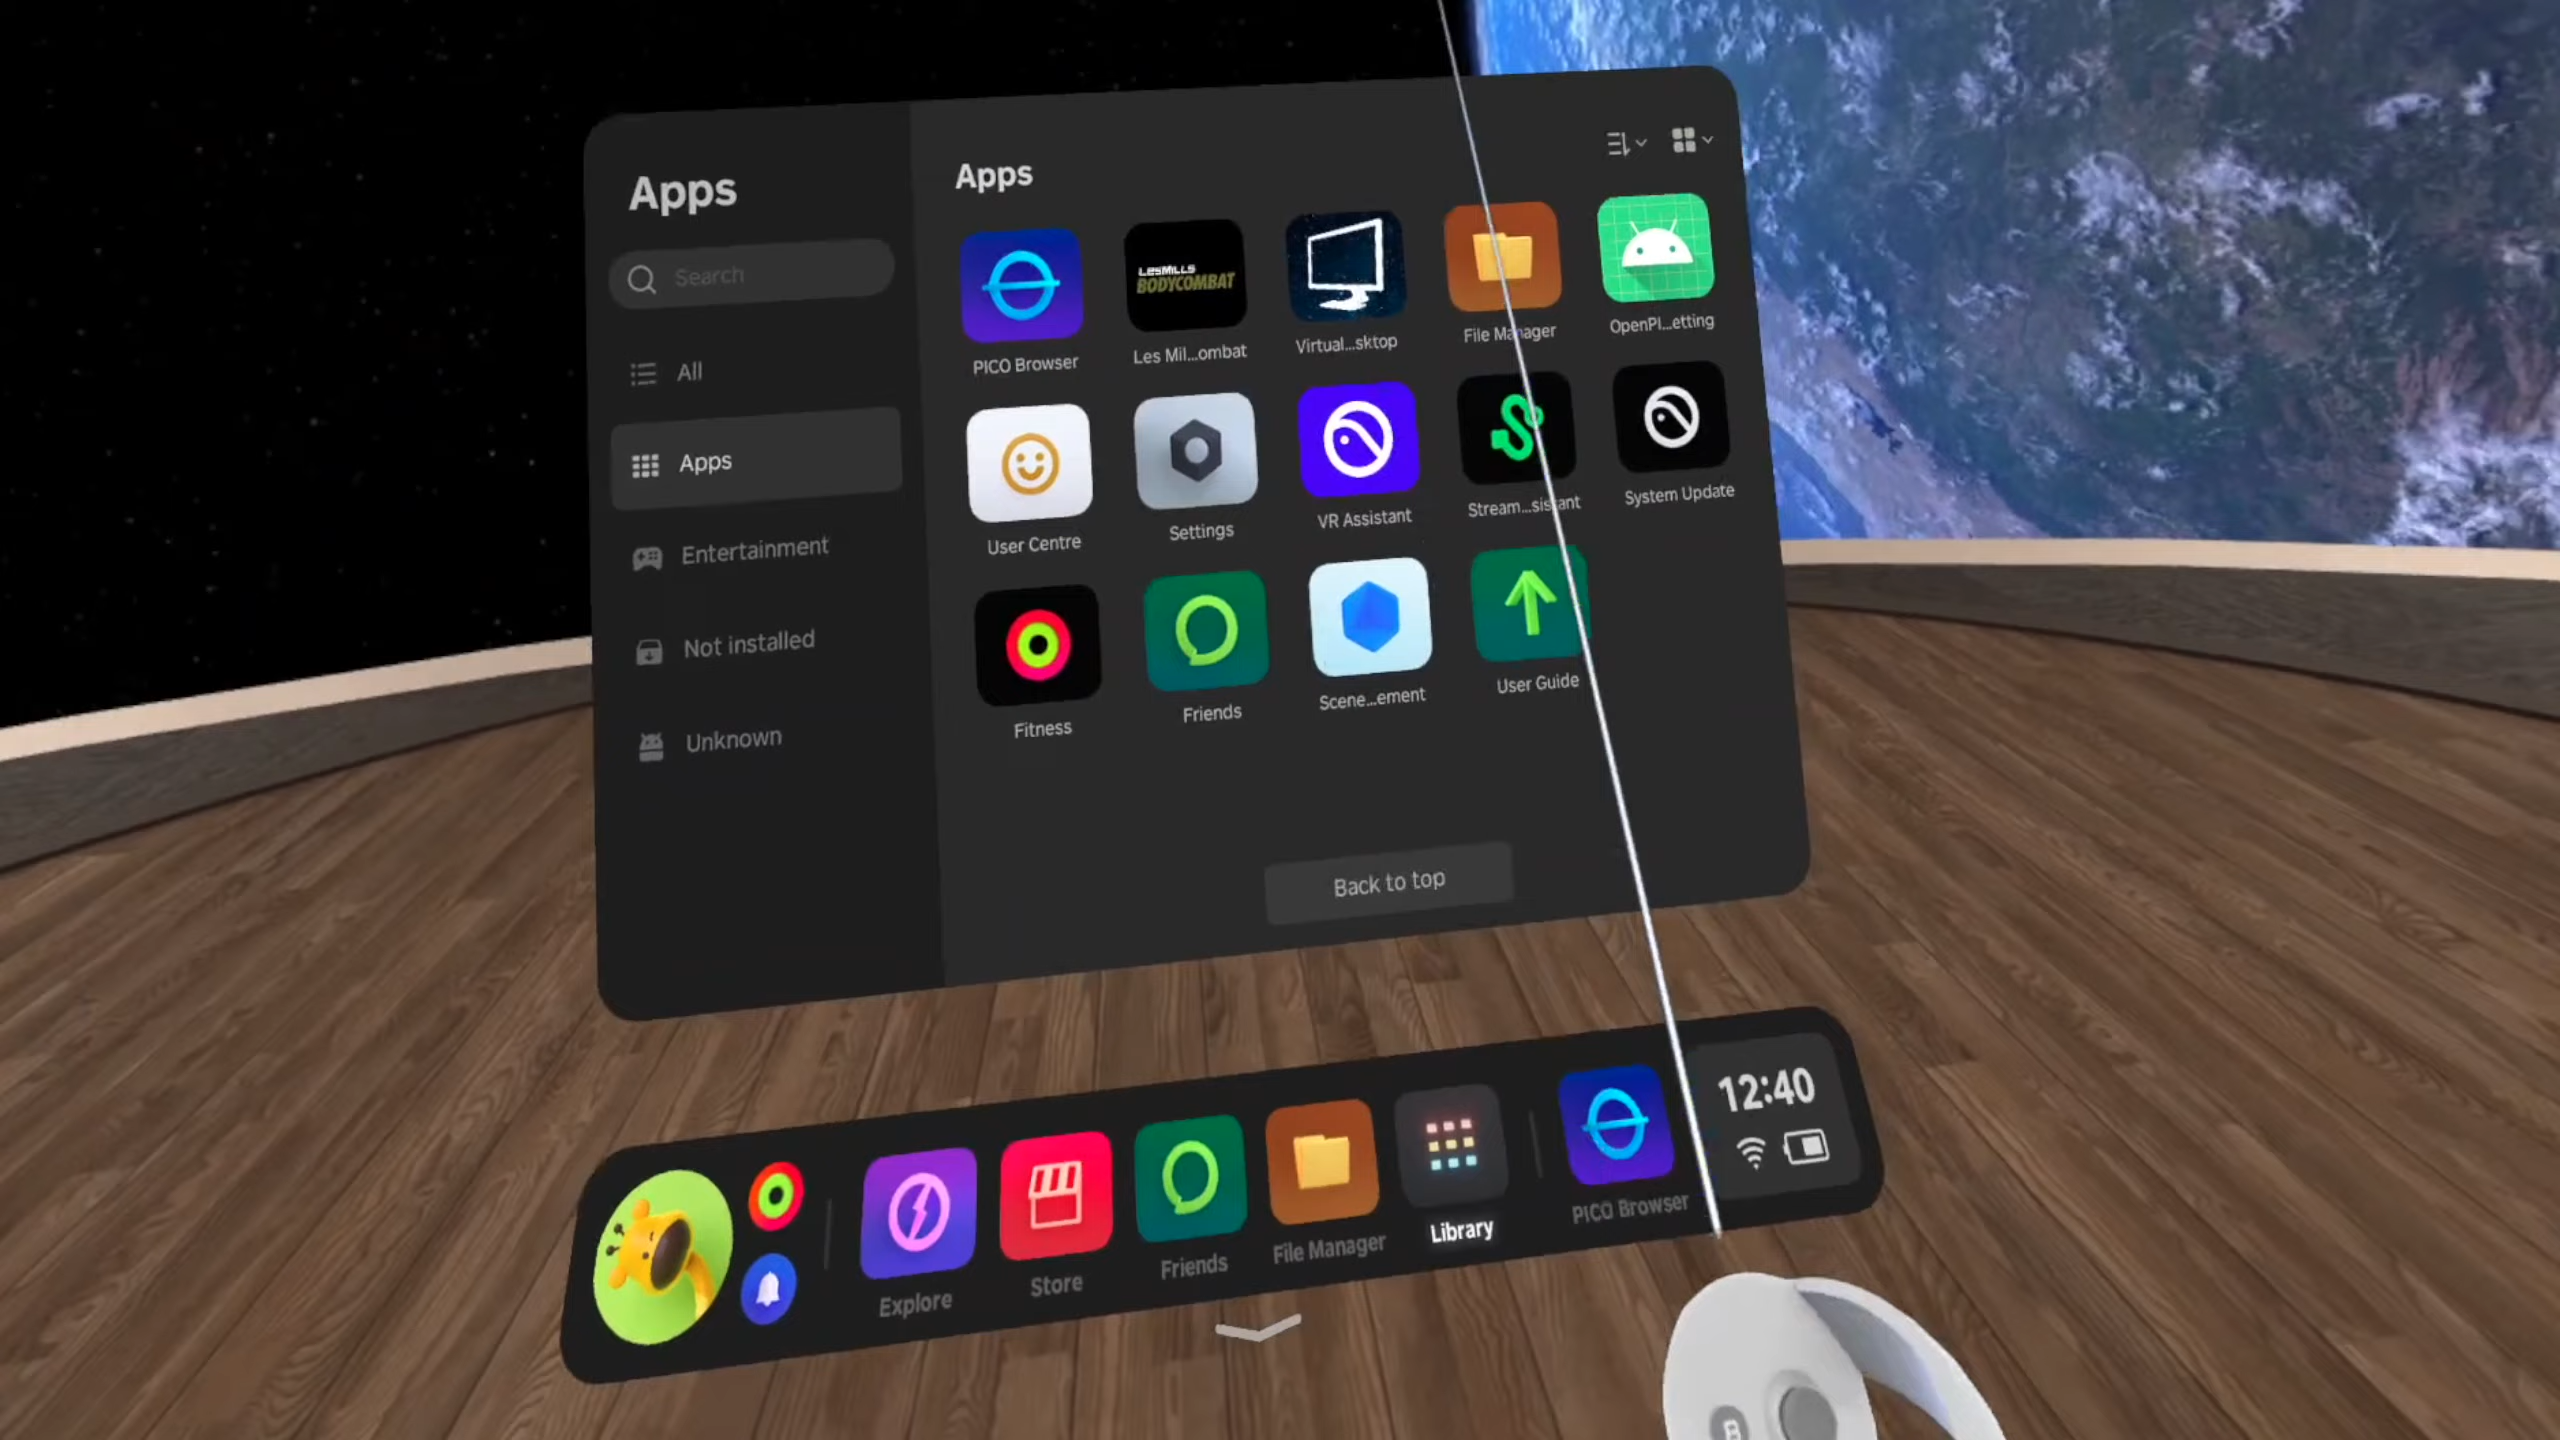 Apps
Search
All
Apps
Entertainment
Not installed
Unknown
Apps
PICO Browser
LESMILLS
BODYCOMBAT
Les Mil...ombat
Virtual...sktop
File Manager
OpenPl...etting
User Centre
Settings
VR Assistant
Stream...sistant
System Update
Fitness
Friends
Scene...ement
User Guide
Back to top
Explore
Store
Friends
File Manager
Library
PICO Browser
12:40
B